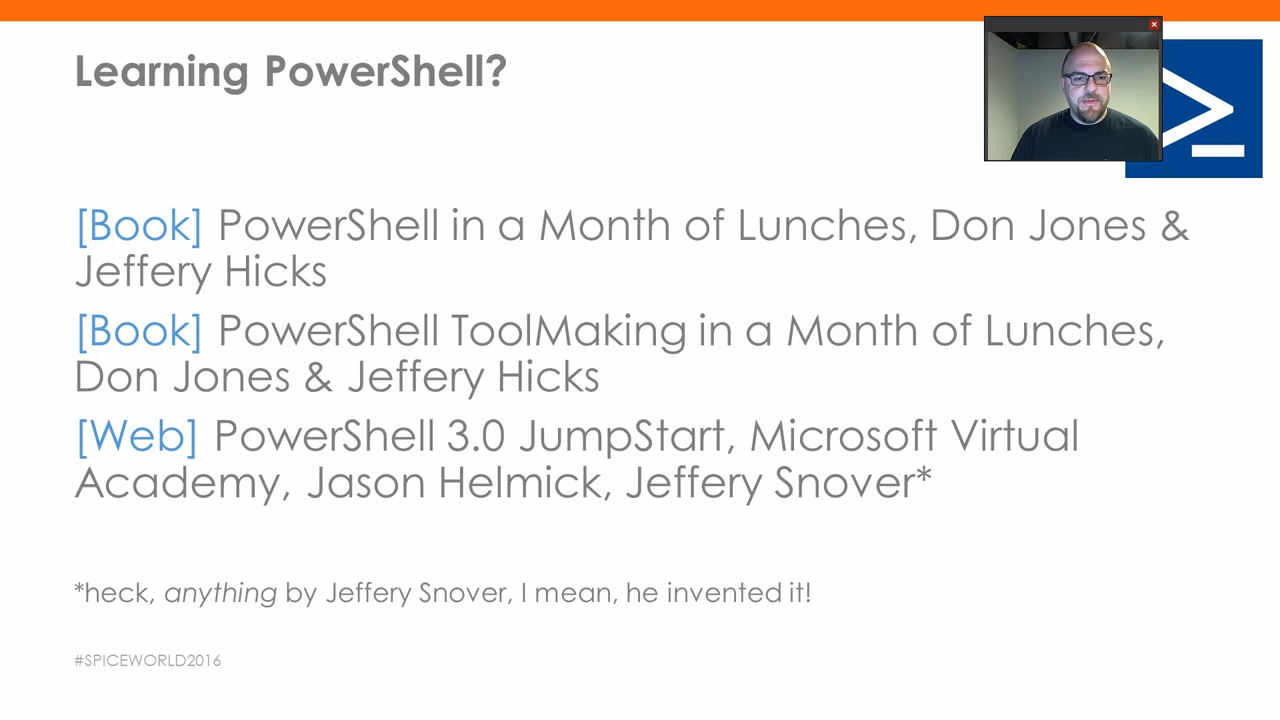 Learning PowerShell?
[Book] PowerShell in a Month of Lunches, Don Jones &
Jeffery Hicks
[Book] PowerShell ToolMaking in a Month of Lunches,
Don Jones & Jeffery Hicks
[Web] PowerShell 3.0 JumpStart, Microsoft Virtual
Academy, Jason Helmick, Jeffery Snover*
*heck, anything by Jeffery Snover, I mean, he invented it!
#SPICEWORLD2016